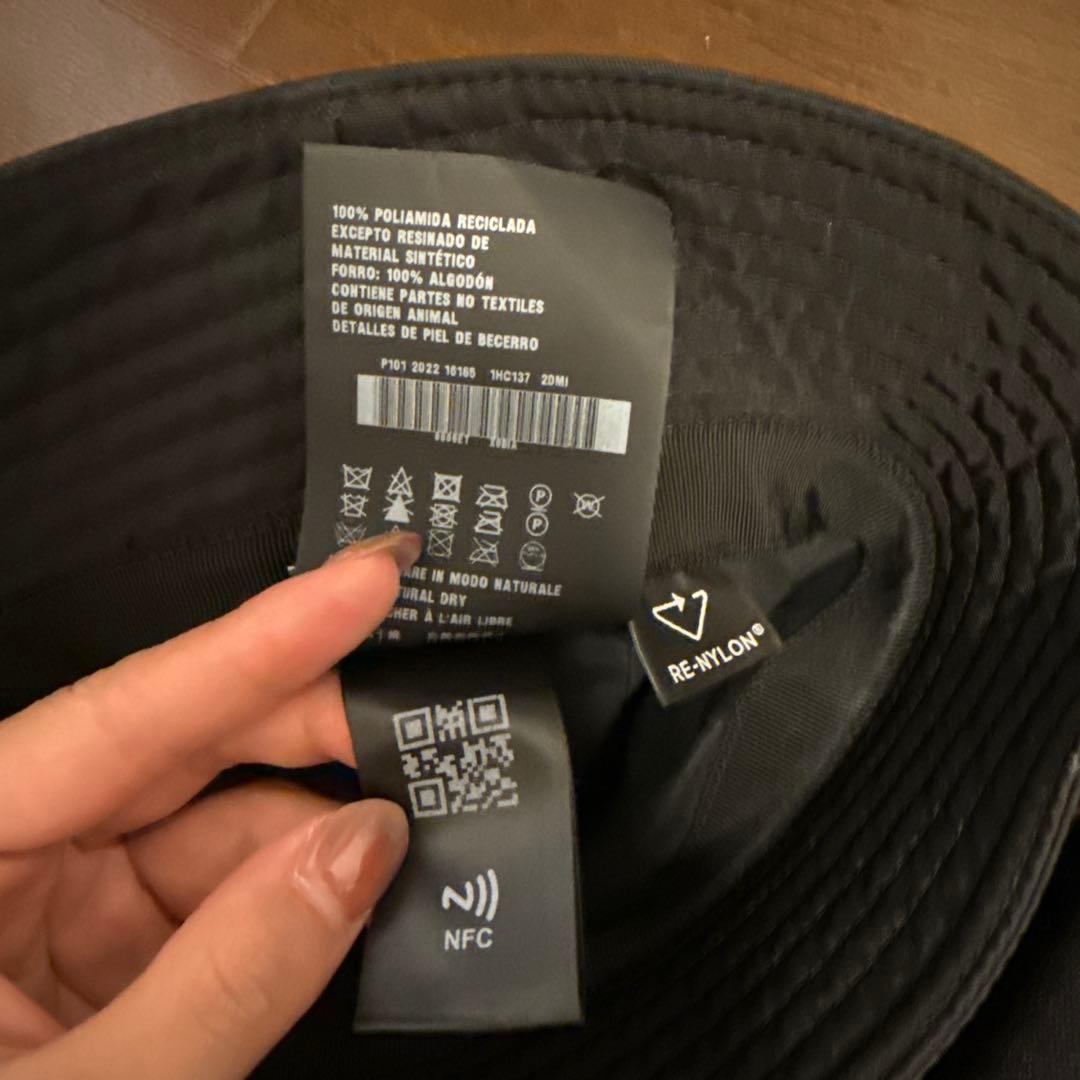 100% POLIAMIDA RECICLADA
EXCEPTO RESINADO DE
MATERIAL SINTÉTICO
FORRO: 100% ALGODÓN
CONTIENE PARTES NO TEXTILES
DE ORIGEN ANIMAL
DETALLES DE PIEL DE BECERRO
P101 2022 16165 1HC137 2DMI
P
W
P
IN MODO NATURALE
DRY
À L'AIR LIBRE
RE-NYLON®
NFC